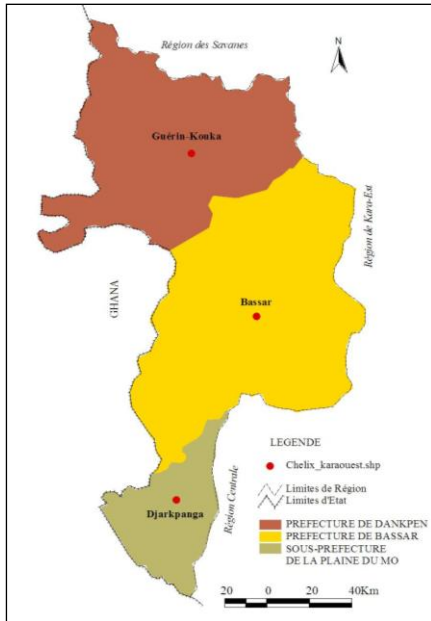 Région des Savanes
N
Guérin-Kouka
Région de Kara-Est
GHANA
Bassar
LEGENDE
Chelix_karaouest.shp
Limites de Région
Limites d'Etat
Région Centrale
Djarkpanga
PREFECTURE DE DANKPEN
PREFECTURE DE BASSAR
SOUS-PREFECTURE
DE LA PLAINE DU MO
20 0 20 40Km